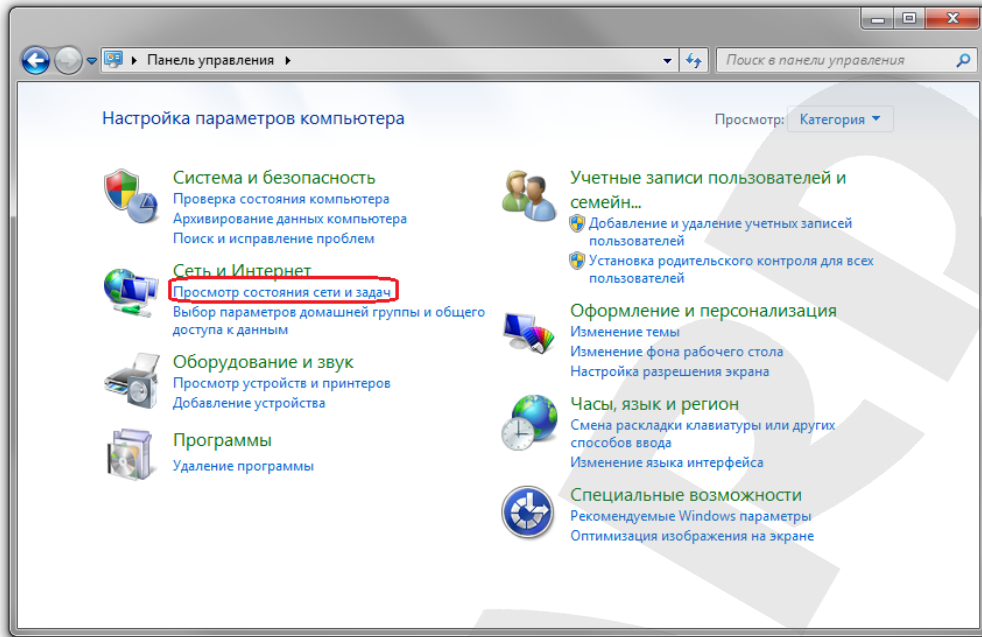 Панель управления
Поиск в панели управления
Настройка параметров компьютера
Просмотр: Категория
Система и безопасность
Проверка состояния компьютера
Архивирование данных компьютера
Поиск и исправление проблем
Сеть и Интернет
Просмотр состояния сети и задач
Выбор параметров домашней группы и общего
доступа к данным
Оборудование и звук
Просмотр устройств и принтеров
Добавление устройства
Программы
Удаление программы
Учетные записи пользователей и
семейн...
Добавление и удаление учетных записей
пользователей
Установка родительского контроля для всех
пользователей
Оформление и персонализация
Изменение темы
Изменение фона рабочего стола
Настройка разрешения экрана
Часы, язык и регион
Смена раскладки клавиатуры или других
способов ввода
Изменение языка интерфейса
Специальные возможности
Рекомендуемые Windows параметры
Оптимизация изображения на экране